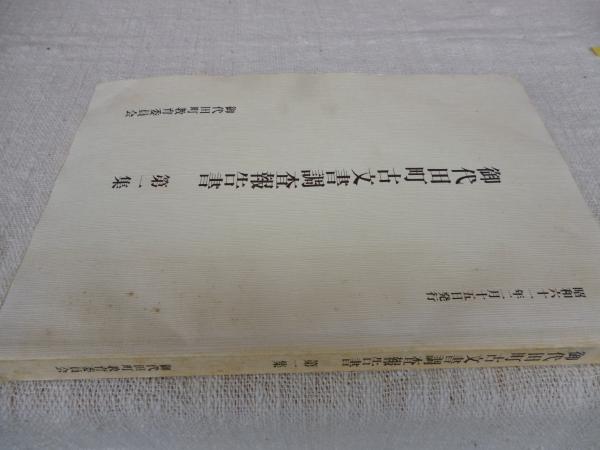 昭和六十一年三月十五日発行
御代田町古文書調査報告書
第一集
御代田町教育委員会
御代田町古文書調査報告書 第一集 御代田町教育委員会